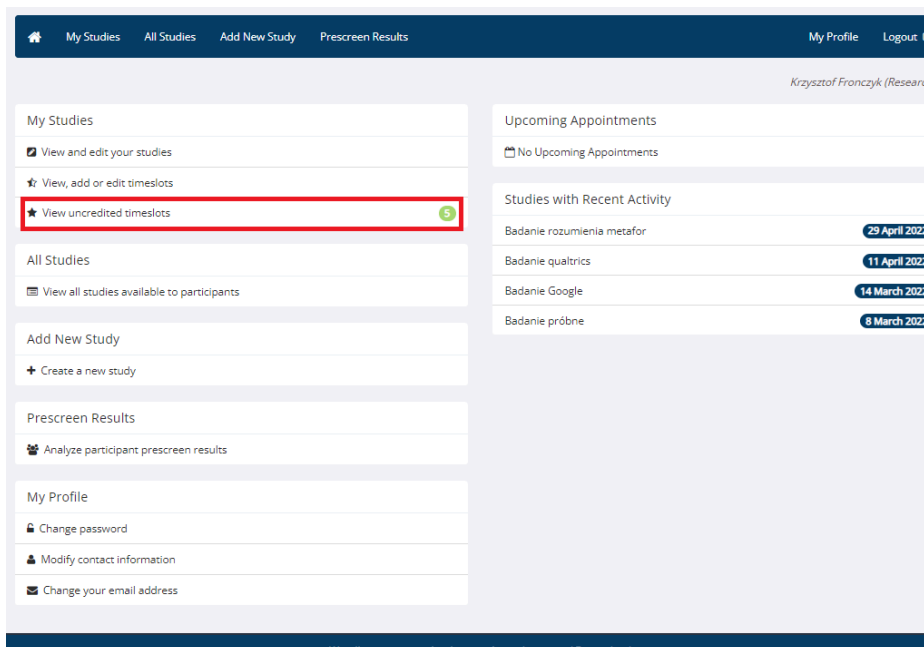 My Studies All Studies Add New Study Prescreen Results My Profile Logout
Krzysztof Fronczyk (Resear
My Studies
View and edit your studies
View, add or edit timeslots
View uncredited timeslots 5
All Studies
View all studies available to participants
Add New Study
Create a new study
Prescreen Results
Analyze participant prescreen results
My Profile
Change password
Modify contact information
Change your email address
Upcoming Appointments
No Upcoming Appointments
Studies with Recent Activity
Badanie rozumienia metafor 29 April 202
Badanie qualtrics 11 April 202
Badanie Google 14 March 202
Badanie próbne 8 March 202